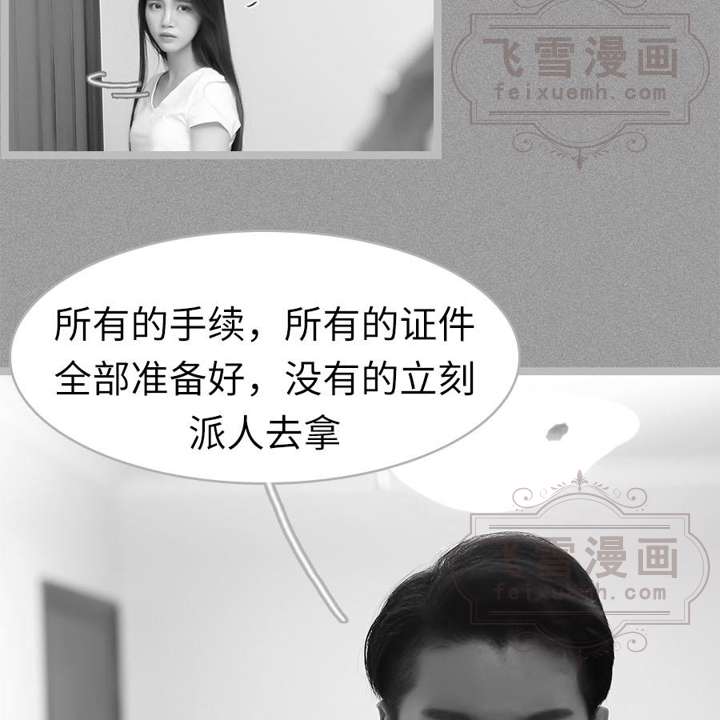 飞雪漫画
feixuemh.com
所有的手续，所有的证件
全部准备好，没有的立刻
派人去拿
飞雪漫画
feixuemh.com